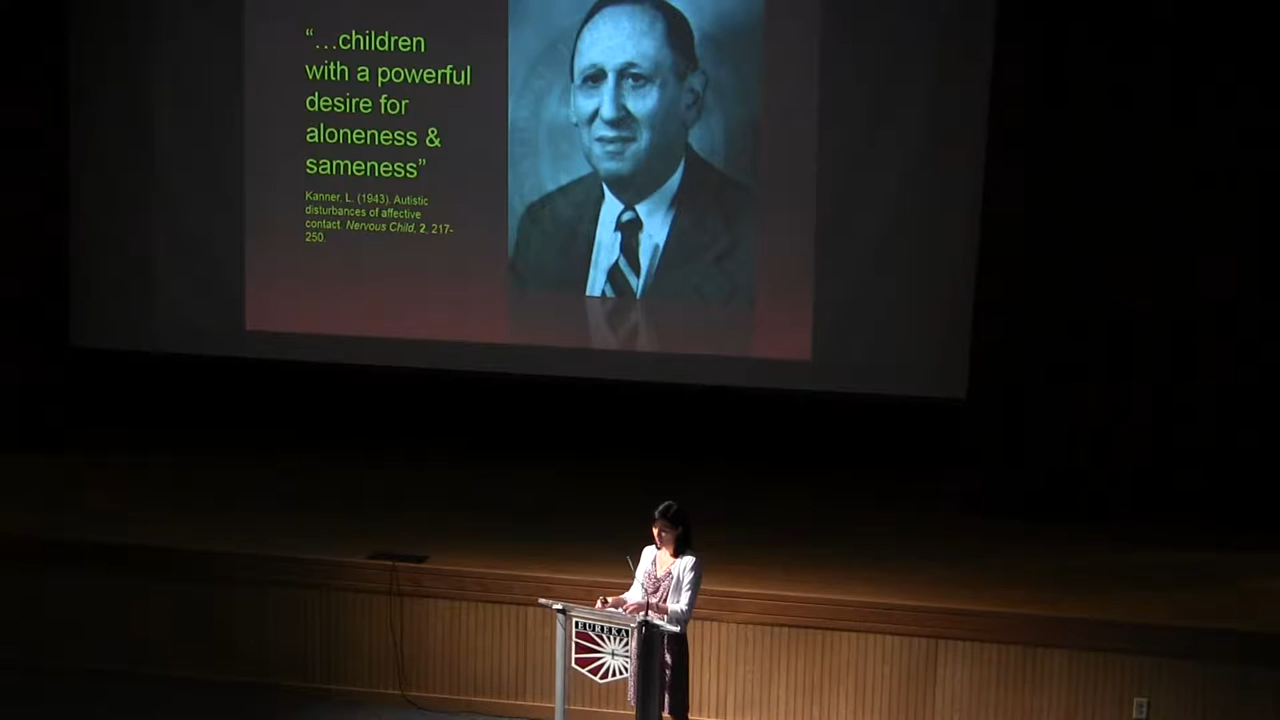 “…children
with a powerful
desire for
aloneness &
sameness”
Kanner, L. (1943). Autistic
disturbances of affective
contact. Nervous Child, 2, 217-
250.
EUREKA